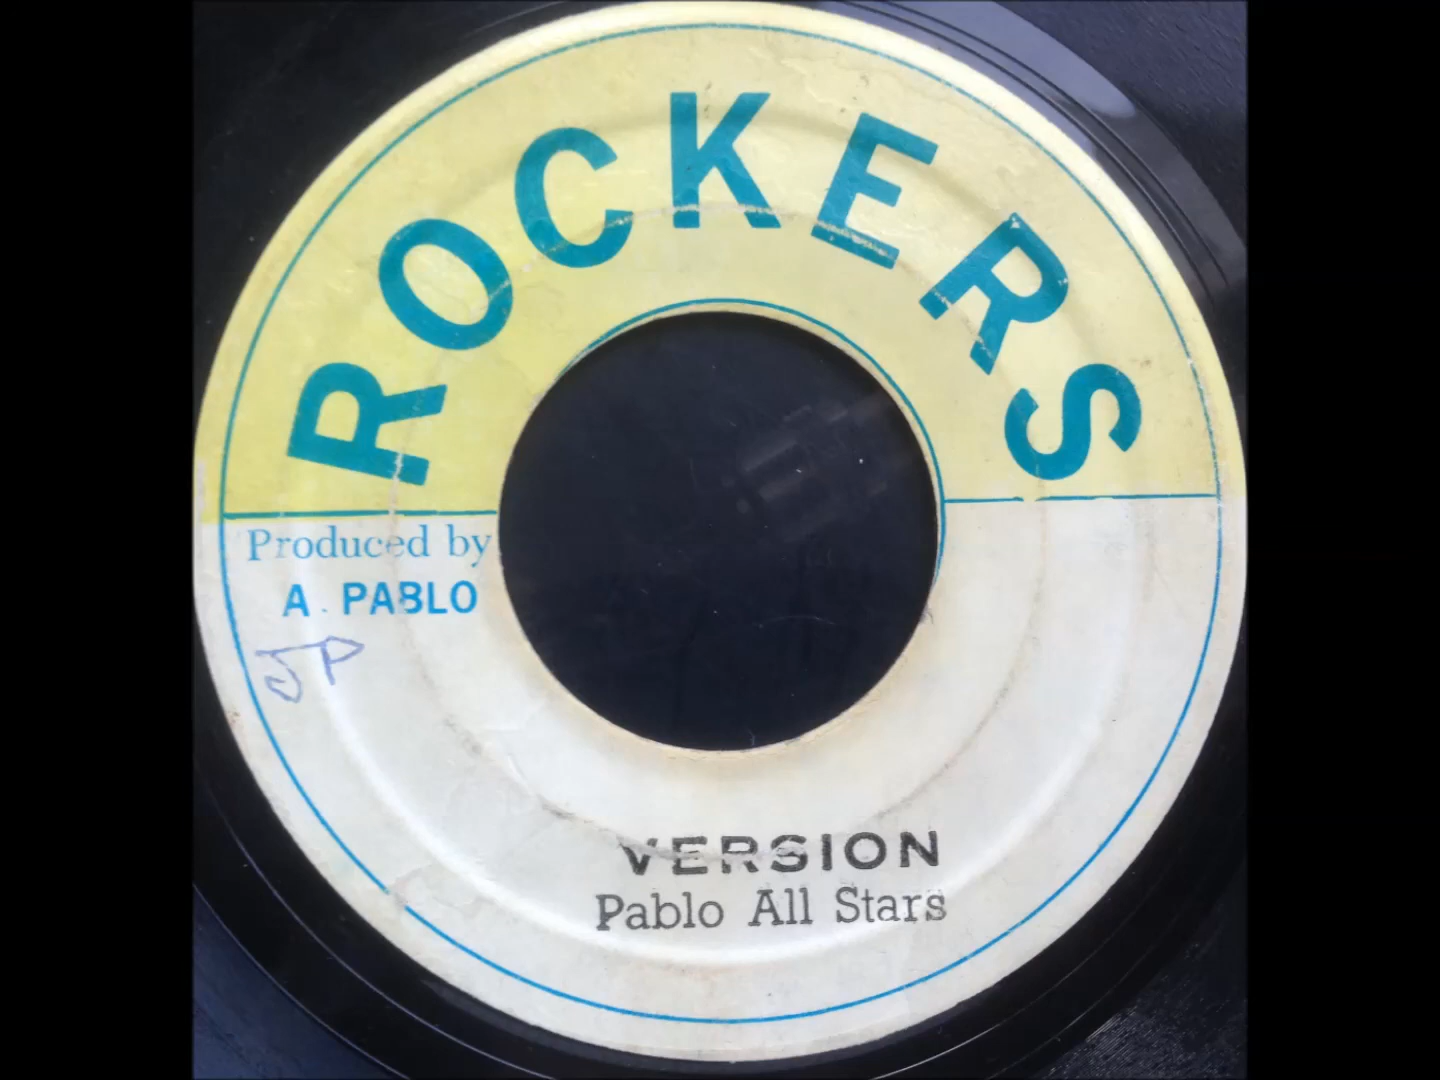 ROCKERS
Produced by
A. PABLO
JP
VERSION
Pablo All Stars